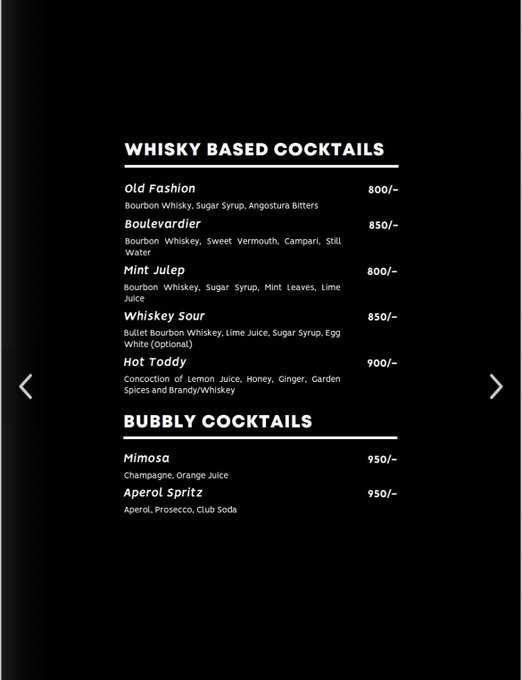 WHISKY BASED COCKTAILS
Old Fashion 800/-
Bourbon Whisky, Sugar Syrup, Angostura Bitters
Boulevardier 850/-
Bourbon Whiskey, Sweet Vermouth, Campari, Still
Water
Mint Julep 800/-
Bourbon Whiskey, Sugar Syrup, Mint Leaves, Lime
Juice
Whiskey Sour 850/-
Bullet Bourbon Whiskey, Lime Juice, Sugar Syrup, Egg
White (Optional)
Hot Toddy 900/-
Concoction of Lemon Juice, Honey, Ginger, Garden
Spices and Brandy/Whiskey
BUBBLY COCKTAILS
Mimosa 950/-
Champagne, Orange Juice
Aperol Spritz 950/-
Aperol, Prosecco, Club Soda